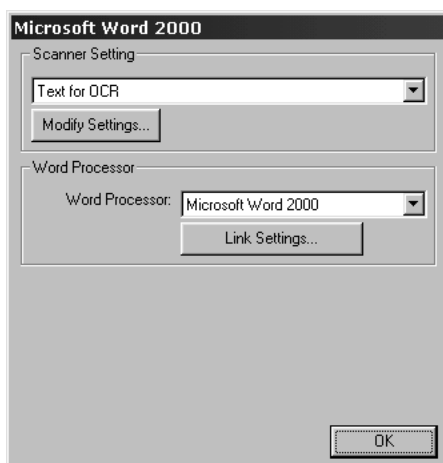 Microsoft Word 2000
Scanner Setting
Text for OCR
Modify Settings...
Word Processor
Word Processor: Microsoft Word 2000
Link Settings...
OK